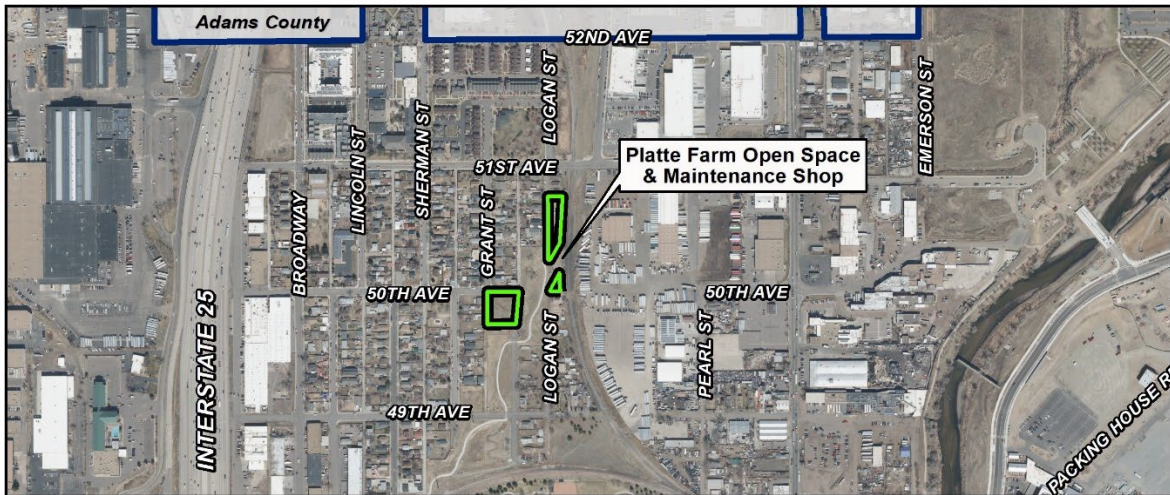 Adams County
52ND AVE
LOGAN ST
EMERSON ST
LINCOLN ST
SHERMAN ST
51ST AVE
Platte Farm Open Space
& Maintenance Shop
BROADWAY
GRANT ST
50TH AVE
50TH AVE
INTERSTATE 25
LOGAN ST
PEARL ST
49TH AVE
PACKING HOUSE